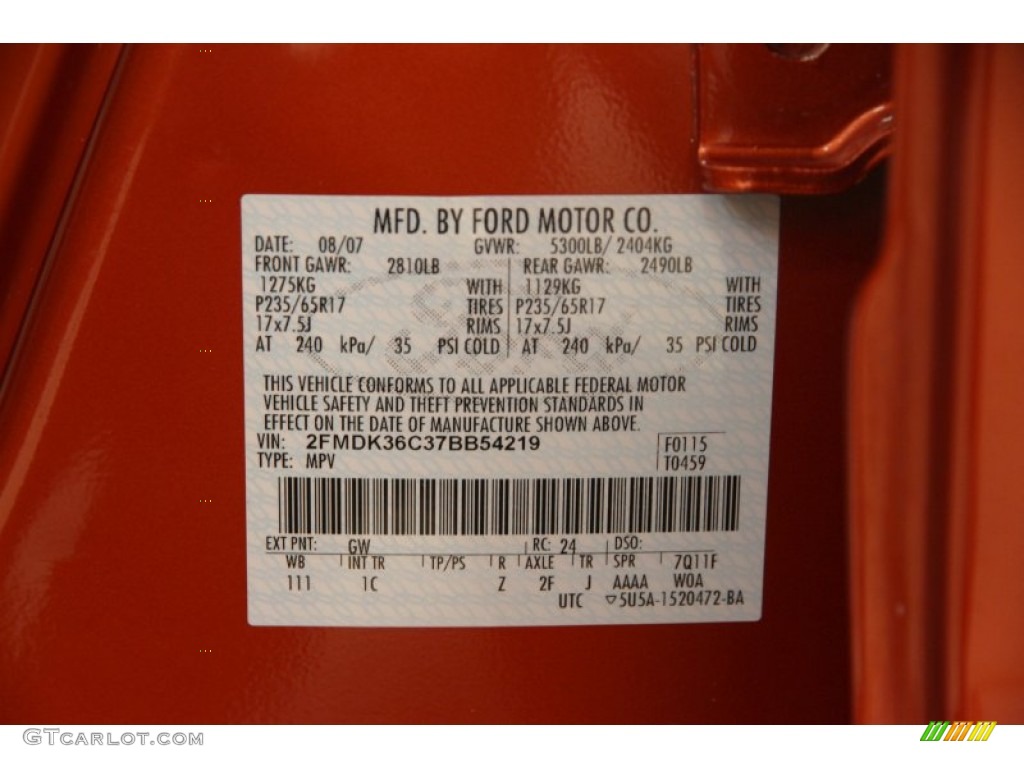 MFD. BY FORD MOTOR CO.
DATE: 08/07 GVWR: 5300LB/ 2404KG
FRONT GAWR: 2810LB REAR GAWR: 2490LB
1275KG WITH 1129KG WITH
P235/65R17 TIRES P235/65R17 TIRES
17x7.5J RIMS 17x7.5J RIMS
AT 240 kPa/ 35 PSI COLD AT 240 kPa/ 35 PSI COLD
THIS VEHICLE CONFORMS TO ALL APPLICABLE FEDERAL MOTOR
VEHICLE SAFETY AND THEFT PREVENTION STANDARDS IN
EFFECT ON THE DATE OF MANUFACTURE SHOWN ABOVE.
VIN: 2FMDK36C37BB54219 F0115
TYPE: MPV T0459
EXT PNT: GW RC: 24 DSO:
WB INT TR TP/PS R AXLE TR SPR 7Q11F
111 1C Z 2F J AAAA W0A
UTC ▽5U5A-1520472-BA
GTCARLOT.COM